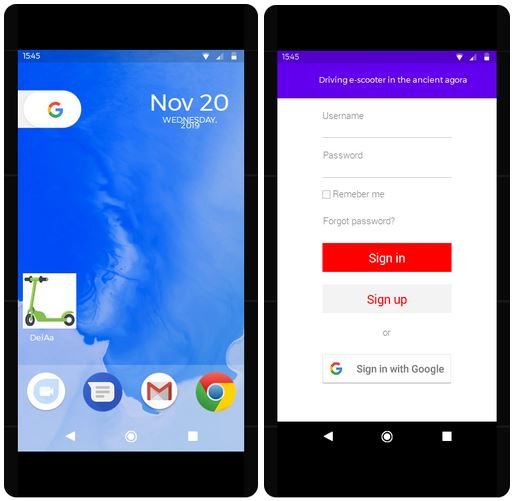 15:45
G
Nov 20
WEDNESDAY,
2019
DeiAa
15:45
Driving e-scooter in the ancient agora
Username
Password
Remeber me
Forgot password?
Sign in
Sign up
or
G Sign in with Google